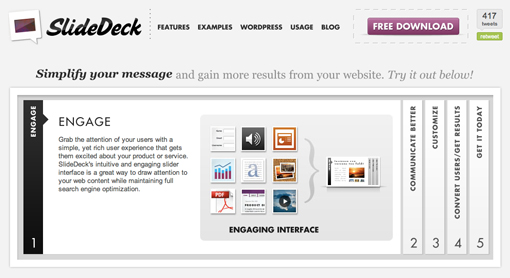 SlideDeck
FEATURES EXAMPLES WORDPRESS USAGE BLOG
FREE DOWNLOAD
417
tweets
retweet
Simplify your message and gain more results from your website. Try it out below!
ENGAGE
1
ENGAGE
Grab the attention of your users with a
simple, yet rich user experience that gets
them excited about your product or service.
SlideDeck's intuitive and engaging slider
interface is a great way to draw attention to
your web content while maintaining full
search engine optimization.
a
PDF
ENGAGING INTERFACE
COMMUNICATE BETTER
2
CUSTOMIZE
3
CONVERT USERS/GET RESULTS
4
GET IT TODAY
5